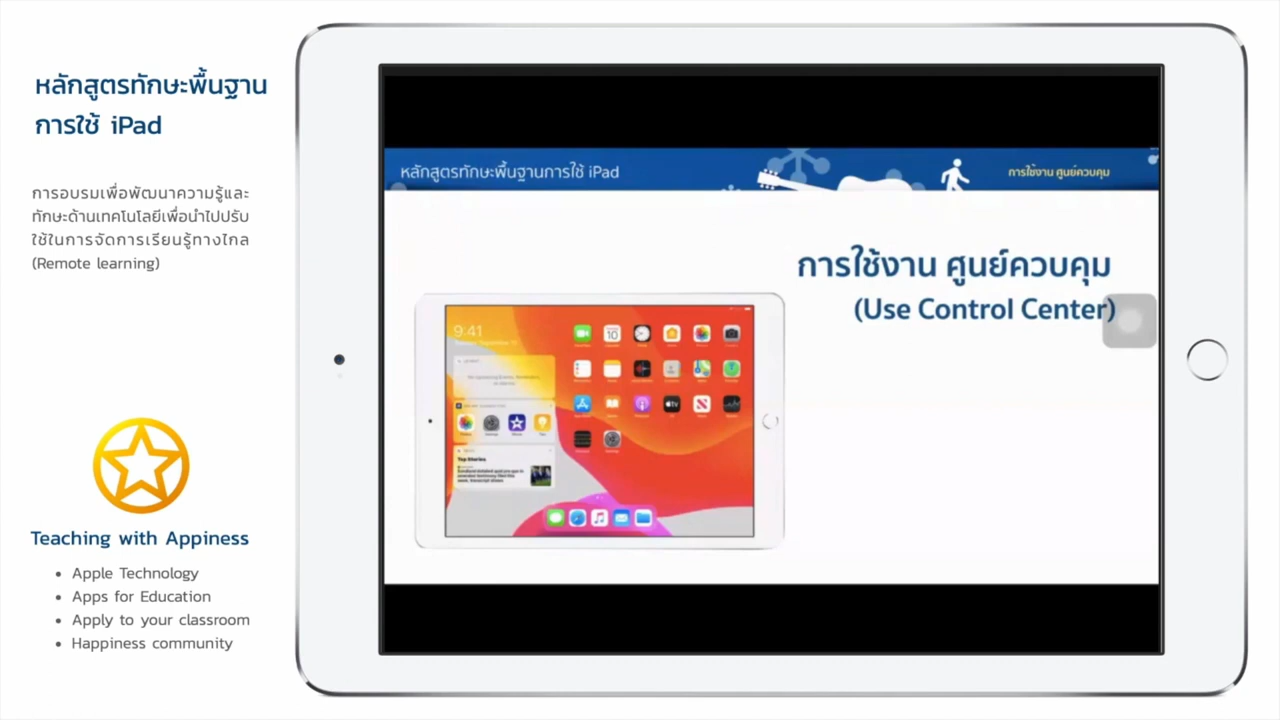 หลักสูตรทักษะพื้นฐาน
การใช้ iPad
การอบรมเพื่อพัฒนาความรู้และ
ทักษะด้านเทคโนโลยีเพื่อนำไปปรับ
ใช้ในการจัดการเรียนรู้ทางไกล
(Remote learning)
Teaching with Appiness
• Apple Technology
• Apps for Education
• Apply to your classroom
• Happiness community
หลักสูตรทักษะพื้นฐานการใช้ iPad
การใช้งาน ศูนย์ควบคุม
การใช้งาน ศูนย์ควบคุม
(Use Control Center)
9:41
Top Stories